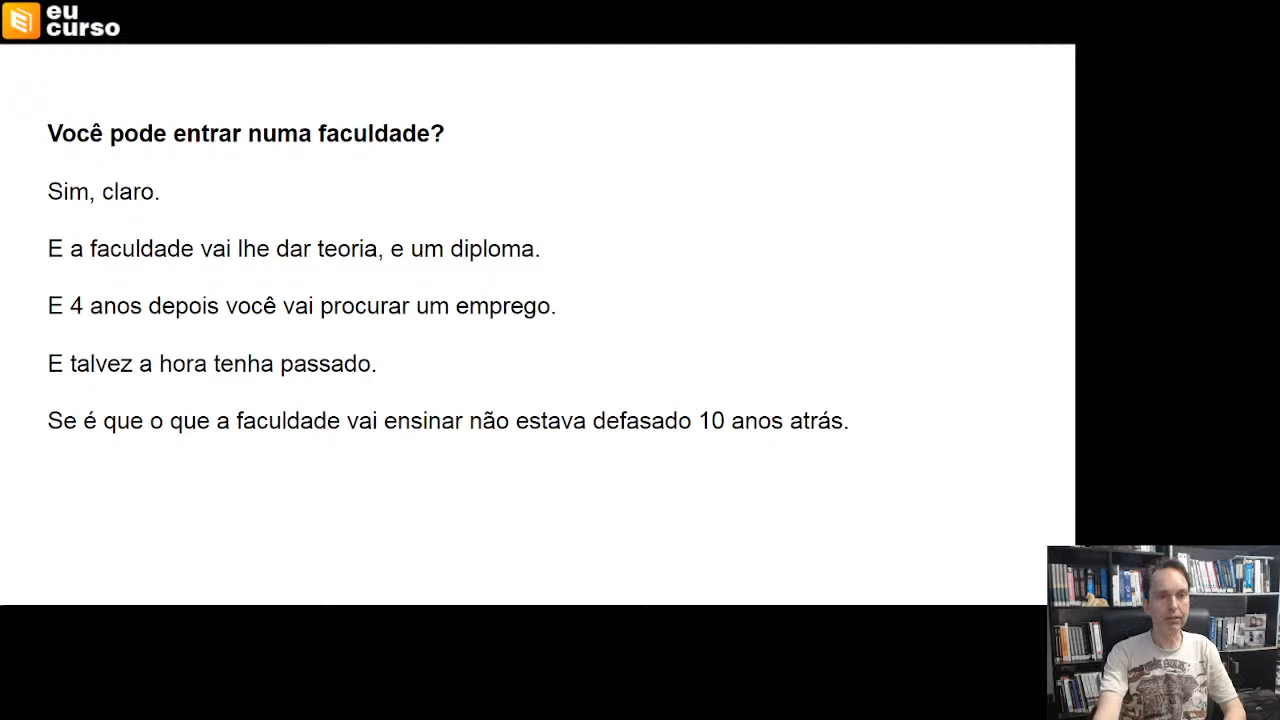 eu
curso
Você pode entrar numa faculdade?
Sim, claro.
E a faculdade vai lhe dar teoria, e um diploma.
E 4 anos depois você vai procurar um emprego.
E talvez a hora tenha passado.
Se é que o que a faculdade vai ensinar não estava defasado 10 anos atrás.